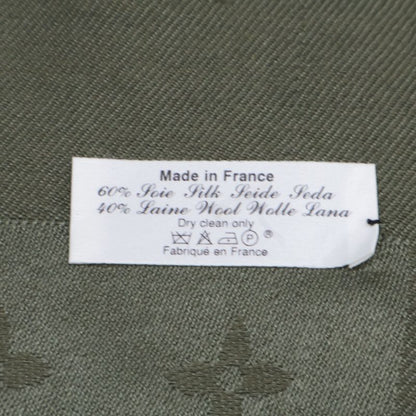 Made in France
60% Soie Silk Seide Seda
40% Laine Wool Wolle Lana
Dry clean only
P ®
Fabriqué en France